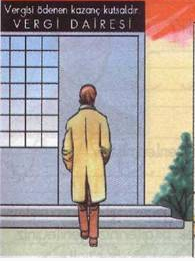 Vergisi ödenen kazanç kutsaldır
VERGİ DAİRESİ